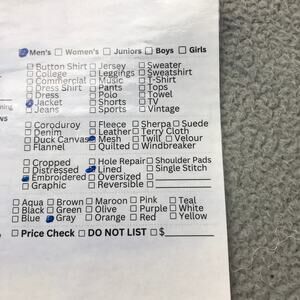 Men's □ Women's □ Juniors □ Boys □ Girls
□ Button Shirt □ Jersey □ Sweater
□ College □ Leggings □ Sweatshirt
□ Commercial □ Music □ T-Shirt
□ Dress Shirt □ Pants □ Tops
□ Dress □ Polo □ Towel
Jacket □ Shorts □ TV
□ Jeans □ Sports □ Vintage
□ Corduroy □ Fleece □ Sherpa □ Suede
□ Denim □ Leather □ Terry Cloth
□ Duck Canvas Mesh □ Twill □ Velour
□ Flannel □ Quilted □ Windbreaker
□ Cropped □ Hole Repair □ Shoulder Pads
□ Distressed Lined □ Single Stitch
Embroidered □ Oversized □
□ Graphic □ Reversible □
□ Aqua □ Brown □ Maroon □ Pink □ Teal
□ Black □ Green □ Olive □ Purple □ White
□ Blue Gray □ Orange □ Red □ Yellow
□ Price Check □ DO NOT LIST □ $